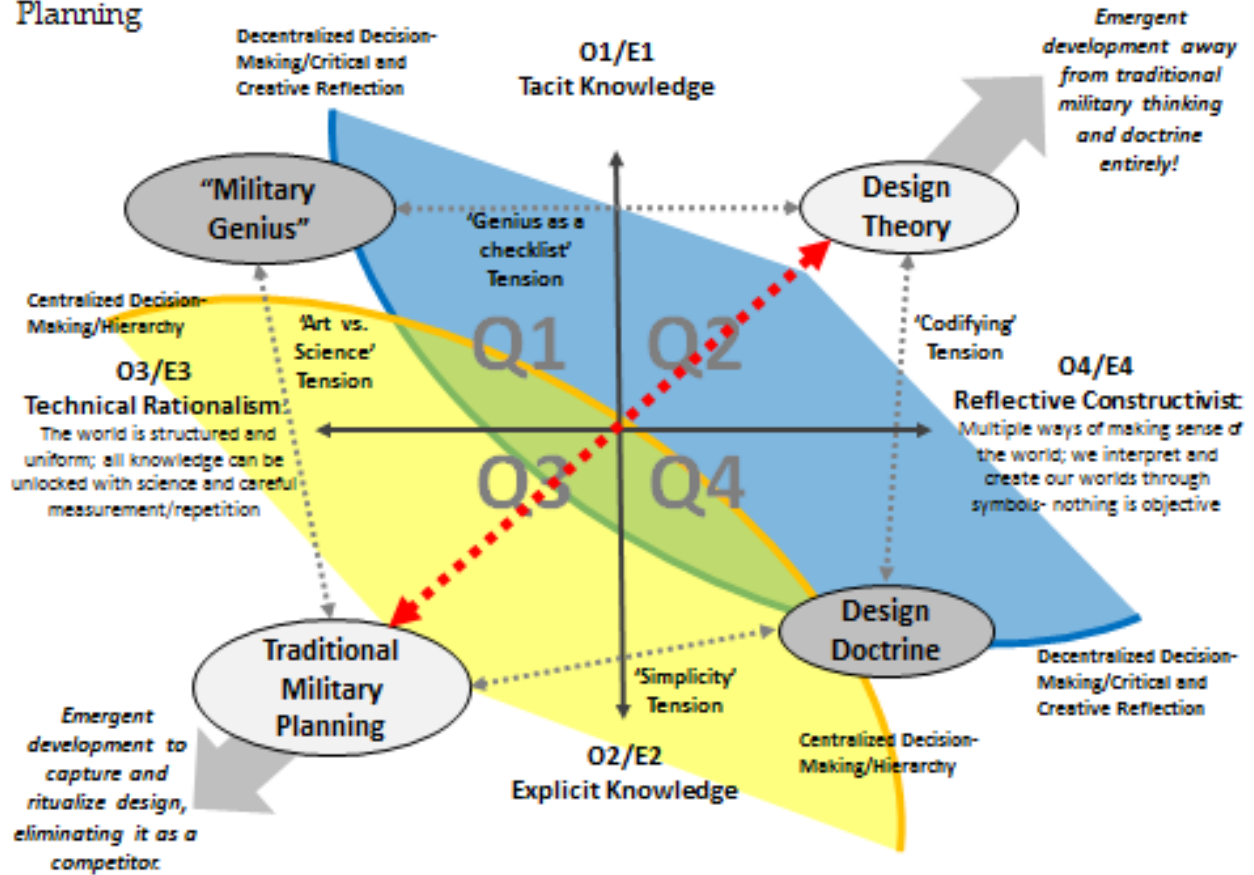 Planning
Decentralized Decision-
Making/Critical and
Creative Reflection
O1/E1
Tacit Knowledge
Emergent
development away
from traditional
military thinking
and doctrine
entirely!
“Military
Genius”
Design
Theory
‘Genius as a
checklist’
Tension
Centralized Decision-
Making/Hierarchy
‘Art vs.
Science’
Tension
Q1
Q2
‘Codifying’
Tension
O3/E3
Technical Rationalism:
The world is structured and
uniform; all knowledge can be
unlocked with science and careful
measurement/repetition
O4/E4
Reflective Constructivist:
Multiple ways of making sense of
the world; we interpret and
create our worlds through
symbols- nothing is objective
Q3
Q4
Design
Doctrine
Traditional
Military
Planning
‘Simplicity’
Tension
Decentralized Decision-
Making/Critical and
Creative Reflection
Emergent
development to
capture and
ritualize design,
eliminating it as a
competitor.
O2/E2
Explicit Knowledge
Centralized Decision-
Making/Hierarchy